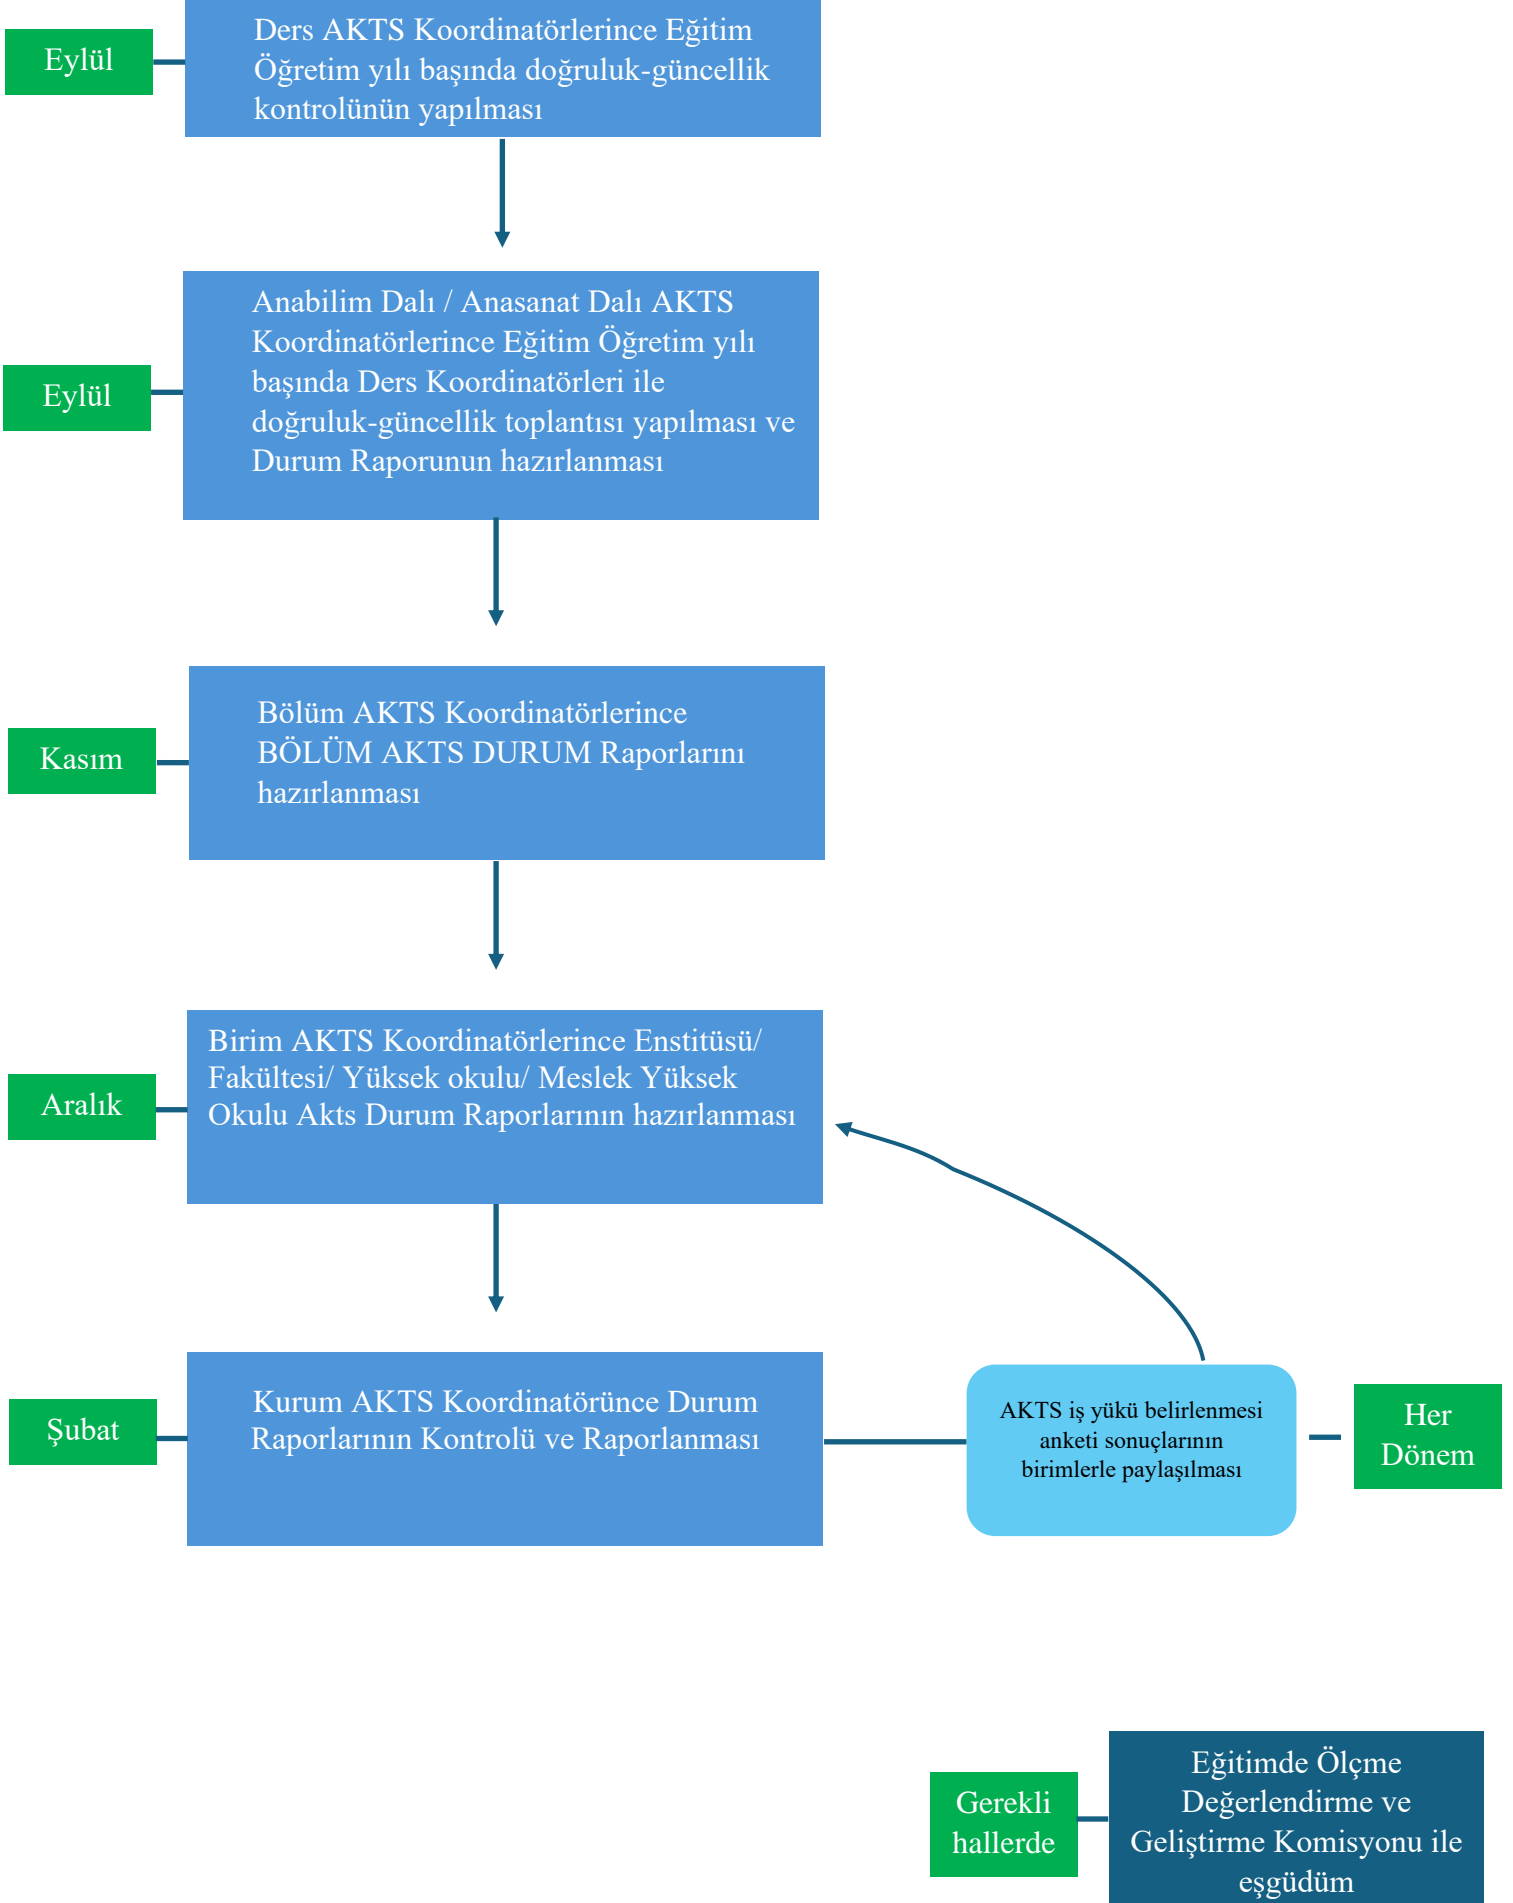 Eylül
Ders AKTS Koordinatörlerince Eğitim
Öğretim yılı başında doğruluk-güncellik
kontrolünün yapılması
Eylül
Anabilim Dalı / Anasanat Dalı AKTS
Koordinatörlerince Eğitim Öğretim yılı
başında Ders Koordinatörleri ile
doğruluk-güncellik toplantısı yapılması ve
Durum Raporunun hazırlanması
Kasım
Bölüm AKTS Koordinatörlerince
BÖLÜM AKTS DURUM Raporlarını
hazırlanması
Aralık
Birim AKTS Koordinatörlerince Enstitüsü/
Fakültesi/ Yüksek okulu/ Meslek Yüksek
Okulu Akts Durum Raporlarının hazırlanması
Şubat
Kurum AKTS Koordinatörünce Durum
Raporlarının Kontrolü ve Raporlanması
AKTS iş yükü belirlenmesi
anketi sonuçlarının
birimlerle paylaşılması
Her
Dönem
Gerekli
hallerde
Eğitimde Ölçme
Değerlendirme ve
Geliştirme Komisyonu ile
eşgüdüm